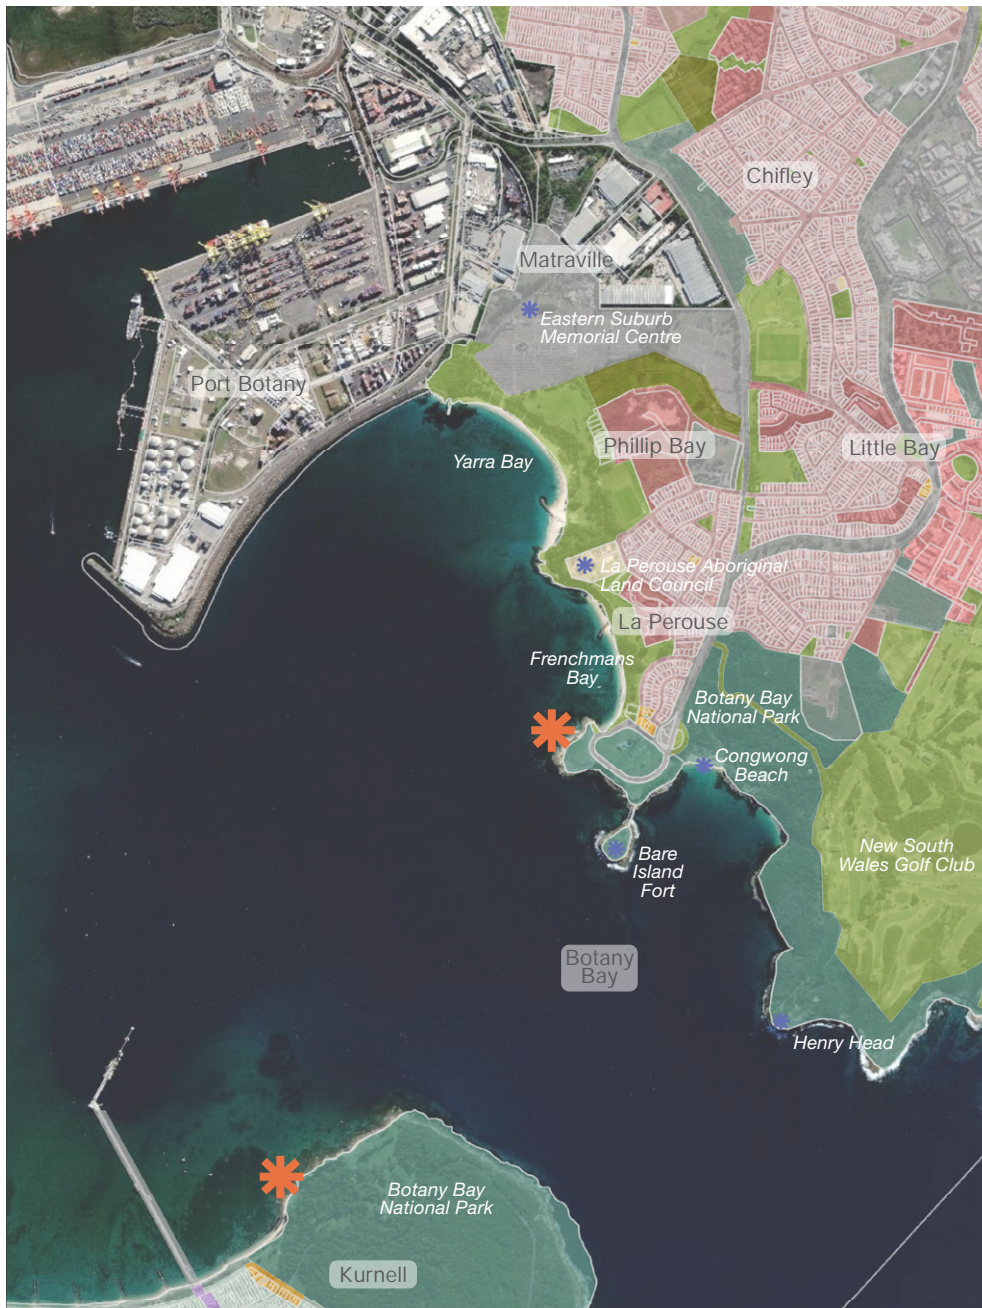 Chifley
Matraville
Eastern Suburb
Memorial Centre
Port Botany
Phillip Bay
Little Bay
Yarra Bay
La Perouse Aboriginal
Land Council
La Perouse
Frenchmans
Bay
Botany Bay
National Park
Congwong
Beach
New South
Wales Golf Club
Bare
Island
Fort
Botany
Bay
Henry Head
Botany Bay
National Park
Kurnell